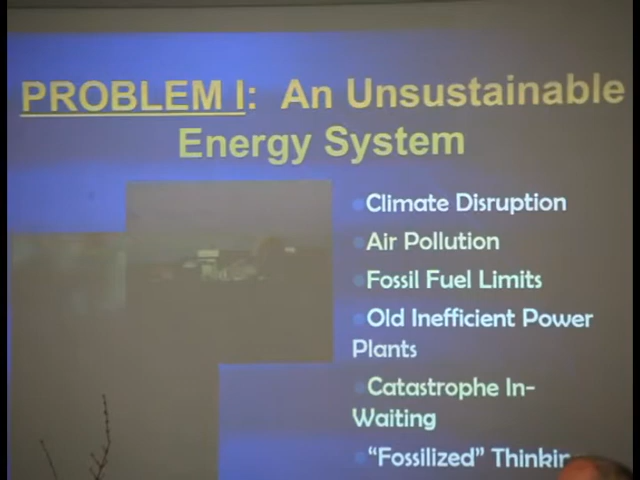 PROBLEM I: An Unsustainable
Energy System
Climate Disruption
Air Pollution
Fossil Fuel Limits
Old Inefficient Power
Plants
Catastrophe In-
Waiting
"Fossilized" Thinkin